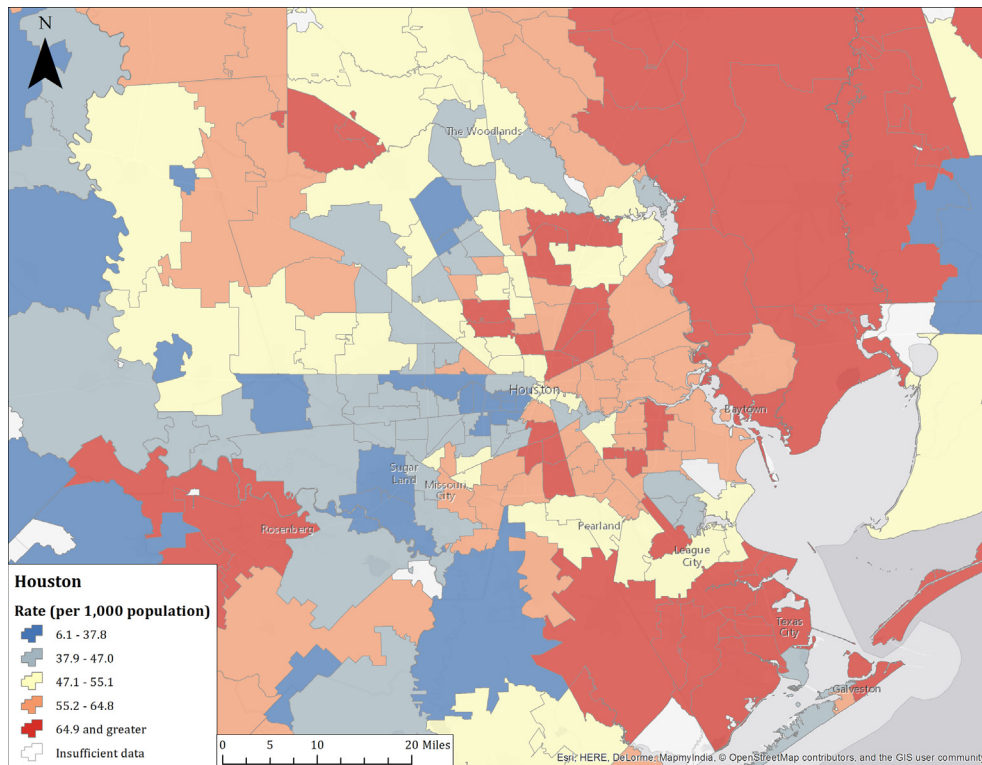 N
The Woodlands
Houston
Baytown
Sugar
Land
Missouri
City
Rosenberg
Pearland
League
City
Texas
City
Galveston
Houston
Rate (per 1,000 population)
6.1 - 37.8
37.9 - 47.0
47.1 - 55.1
55.2 - 64.8
64.9 and greater
Insufficient data
0 5 10 20 Miles
Esri, HERE, DeLorme, MapmyIndia, © OpenStreetMap contributors, and the GIS user community